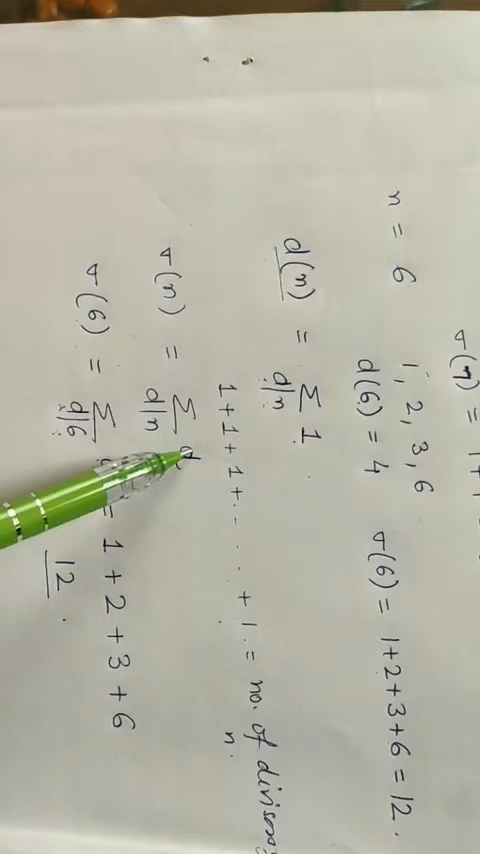 σ(n) = 1+
n = 6 1, 2, 3, 6
d(6) = 4 σ(6) = 1+2+3+6 = 12.
d(n) = Σ 1
d|n
1+1+1+ - - - - + 1. = no. of divisors
n.
σ(n) = Σ d
d|n
σ(6) = Σ = 1 + 2 + 3 + 6
d|6
12.